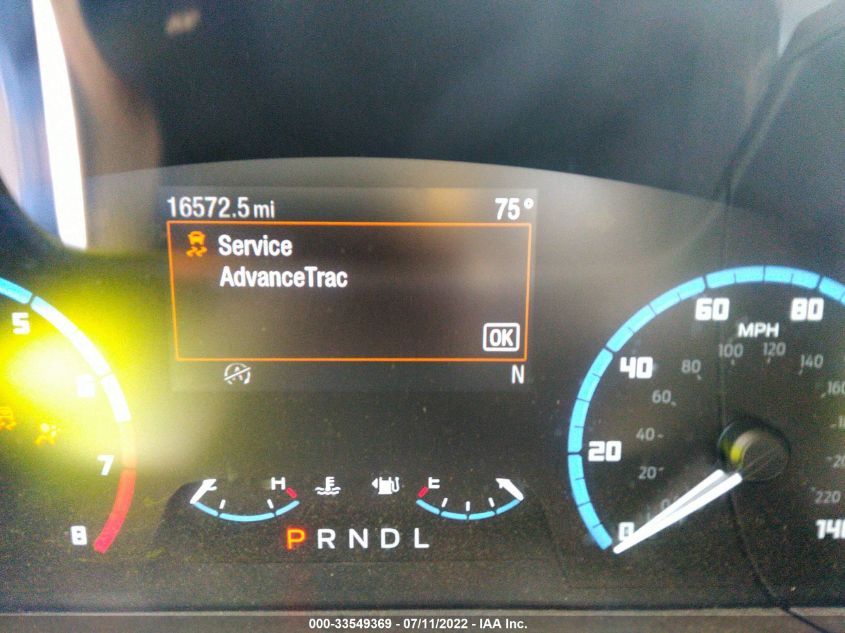 16572.5 mi 75°
Service
AdvanceTrac
OK
N
5
6
7
8
H E
P R N D L
0 20 40 60 80 140
MPH
20 40 60 80 100 120 140 220
000-33549369 - 07/11/2022 - IAA Inc.